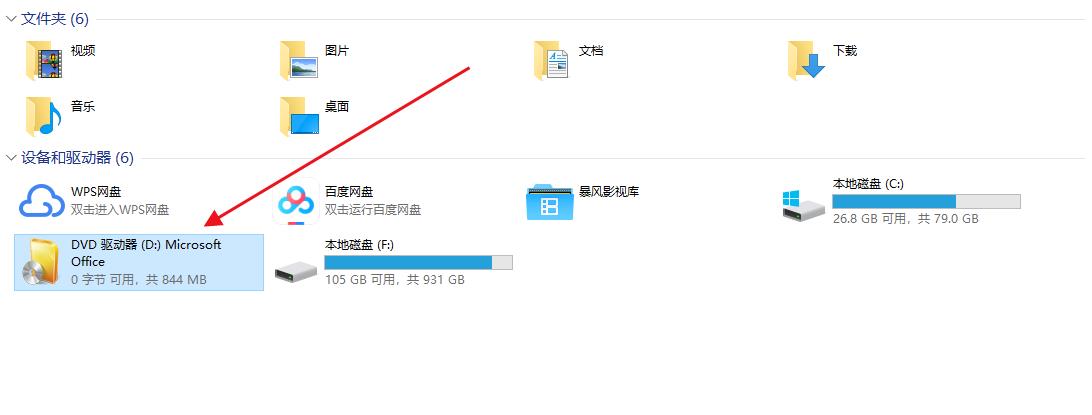 文件夹 (6)
视频
图片
文档
下载
音乐
桌面
设备和驱动器 (6)
WPS网盘
双击进入WPS网盘
百度网盘
双击运行百度网盘
暴风影视库
本地磁盘 (C:)
26.8 GB 可用，共 79.0 GB
DVD 驱动器 (D:) Microsoft
Office
0 字节 可用，共 844 MB
本地磁盘 (F:)
105 GB 可用，共 931 GB